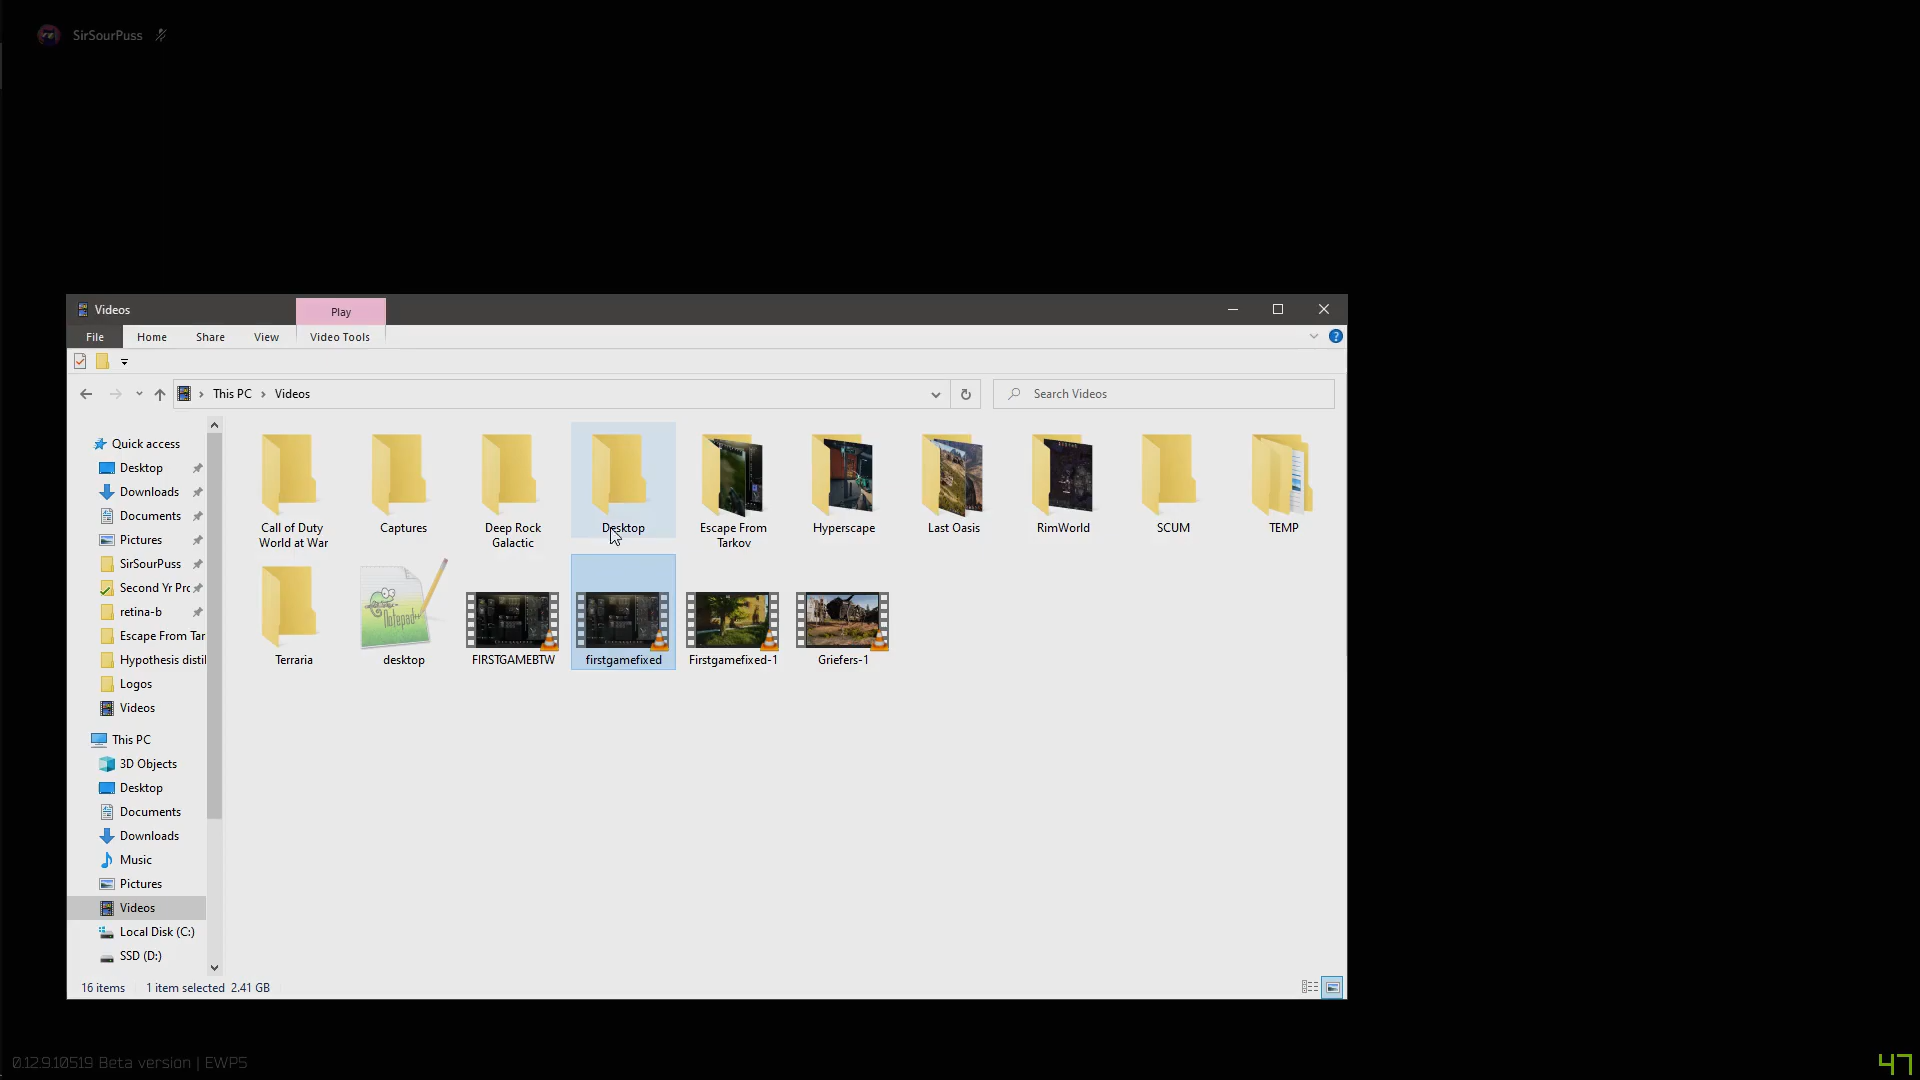 SirSourPuss
Videos
Play
File
Home
Share
View
Video Tools
This PC
Videos
Search Videos
Quick access
Desktop
Downloads
Documents
Pictures
SirSourPuss
Second Yr Prc
retina-b
Escape From Tar
Hypothesis distil
Logos
Videos
This PC
3D Objects
Desktop
Documents
Downloads
Music
Pictures
Videos
Local Disk (C:)
SSD (D:)
Call of Duty
World at War
Captures
Deep Rock
Galactic
Desktop
Escape From
Tarkov
Hyperscape
Last Oasis
RimWorld
SCUM
TEMP
Terraria
Notepad++
desktop
FIRSTGAMEBTW
firstgamefixed
Firstgamefixed-1
Griefers-1
16 items
1 item selected 2.41 GB
0.12.9.10519 Beta version | EWP5
47